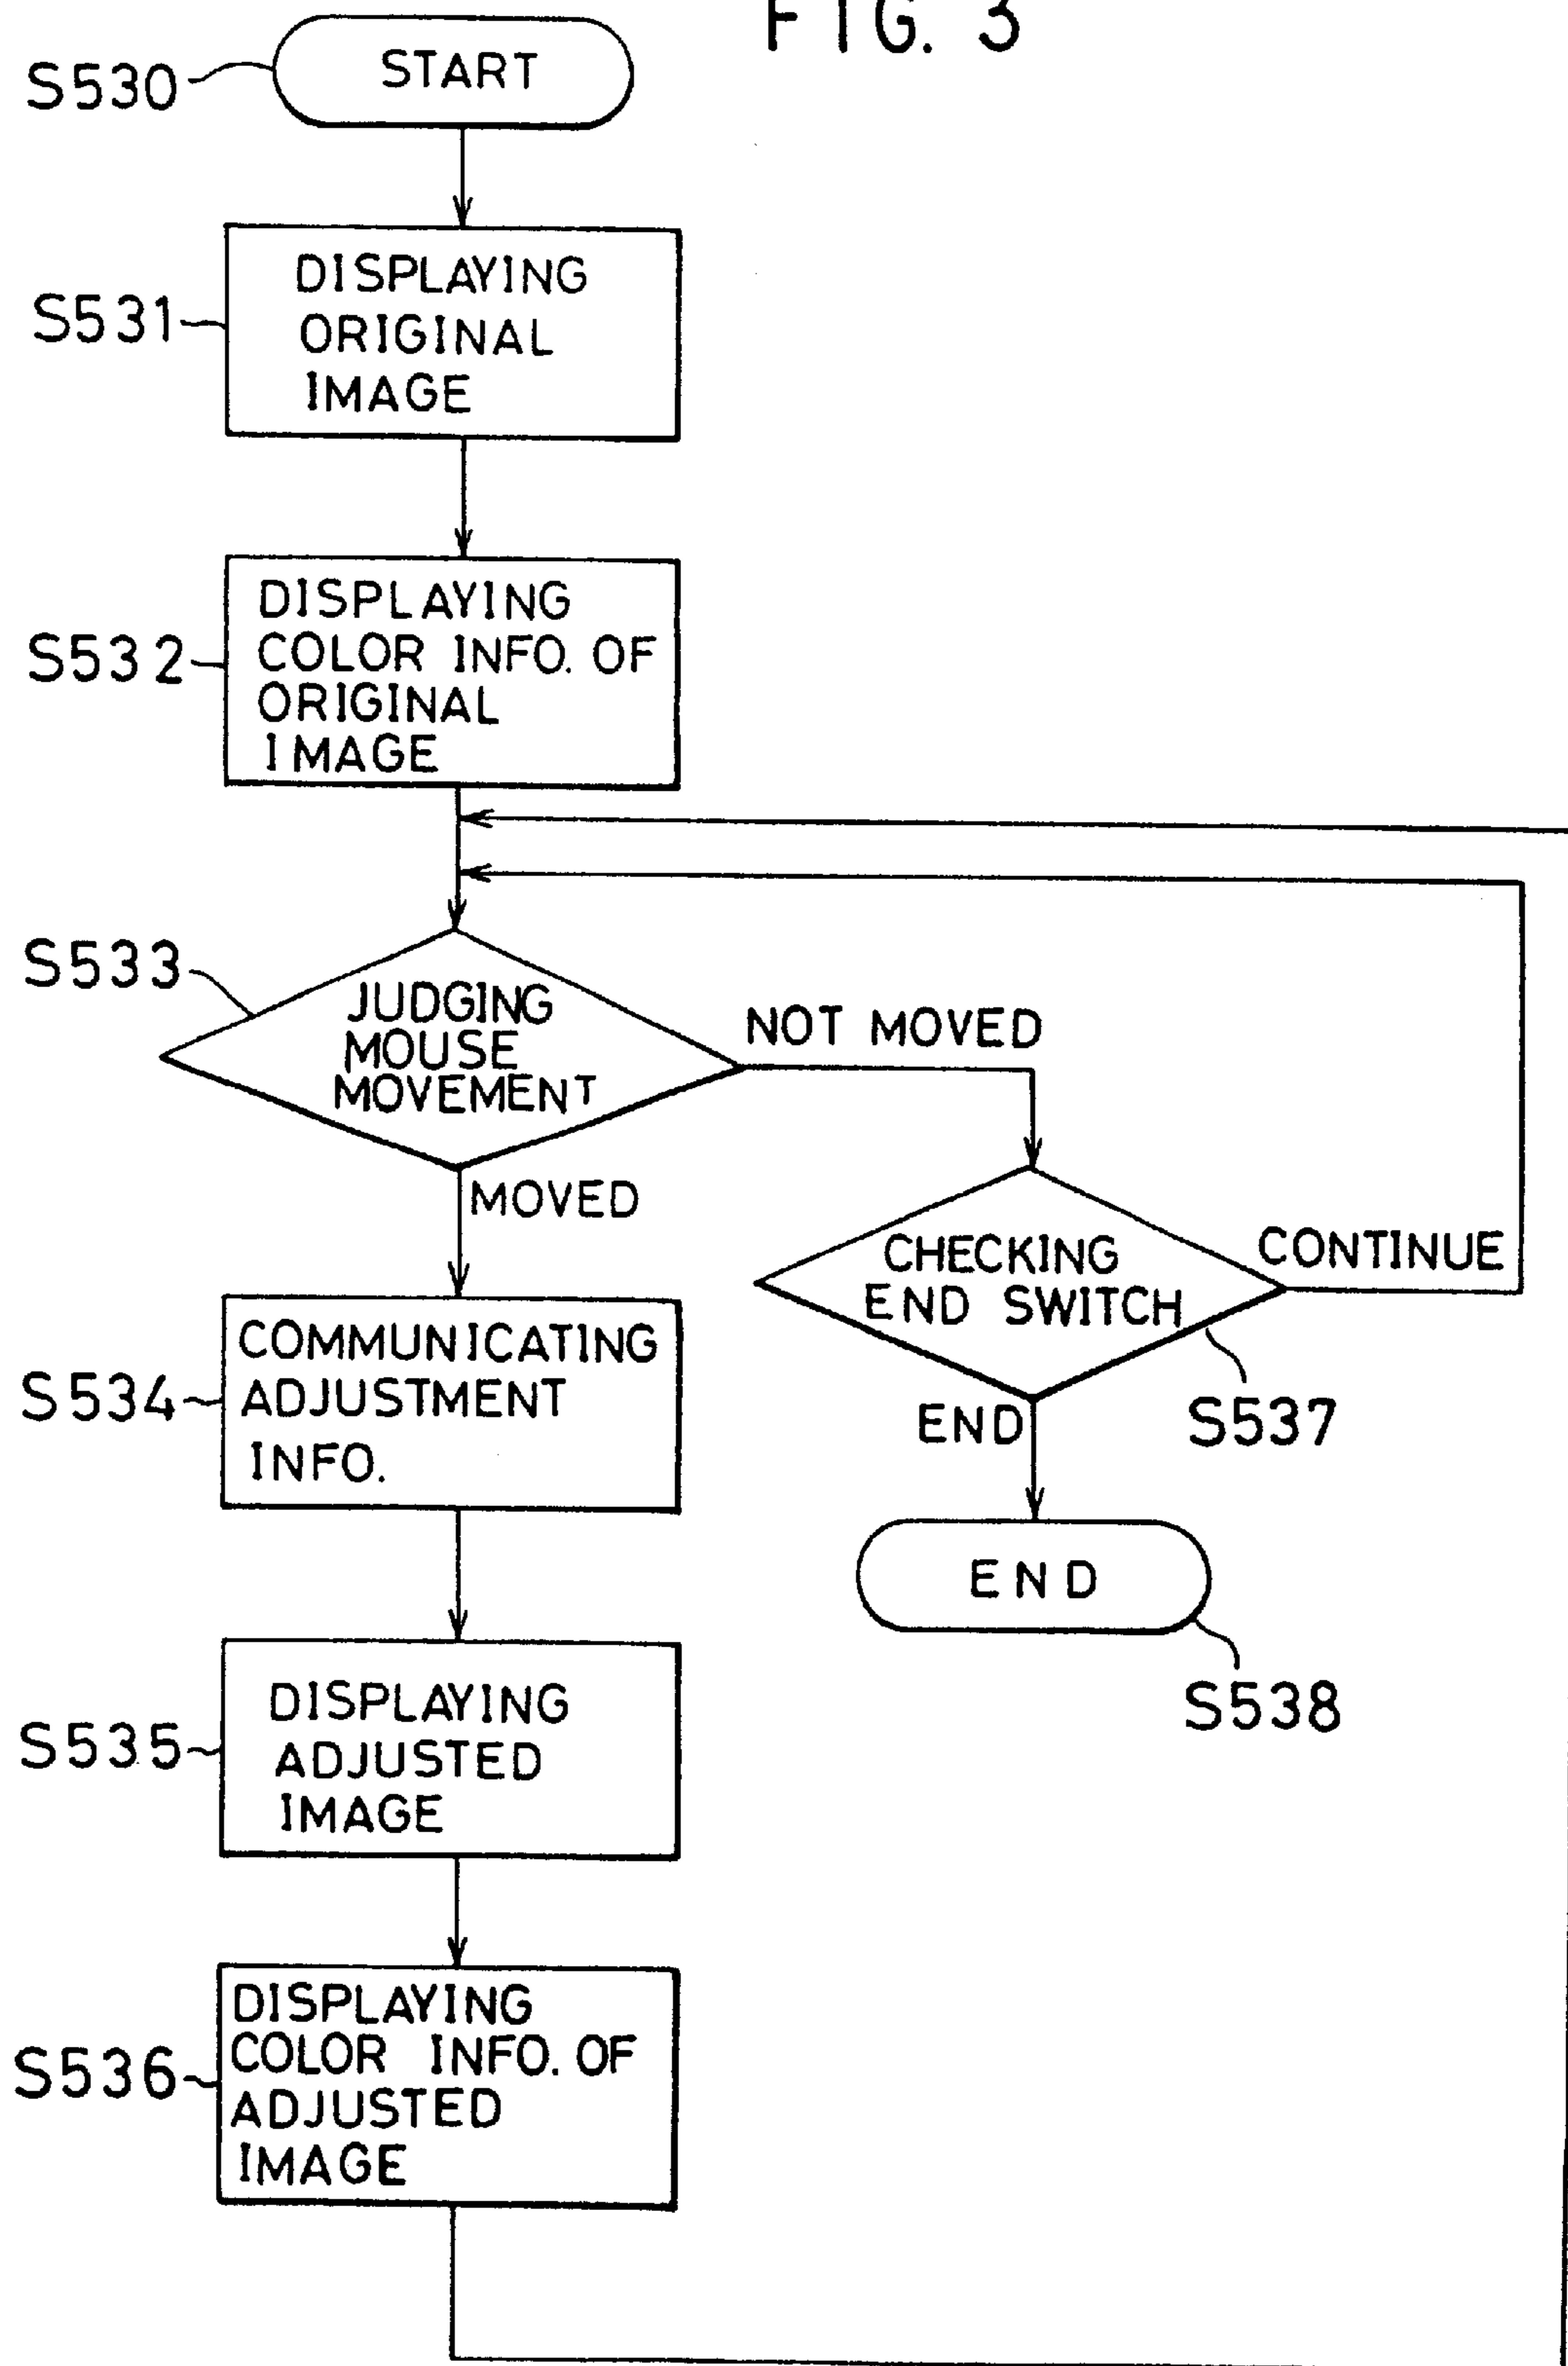 FIG. 3
S530
START
S531
DISPLAYING
ORIGINAL
IMAGE
S532
DISPLAYING
COLOR INFO. OF
ORIGINAL
IMAGE
S533
JUDGING
MOUSE
MOVEMENT
NOT MOVED
MOVED
CHECKING
END SWITCH
CONTINUE
S537
END
END
S538
S534
COMMUNICATING
ADJUSTMENT
INFO.
S535
DISPLAYING
ADJUSTED
IMAGE
S536
DISPLAYING
COLOR INFO. OF
ADJUSTED
IMAGE